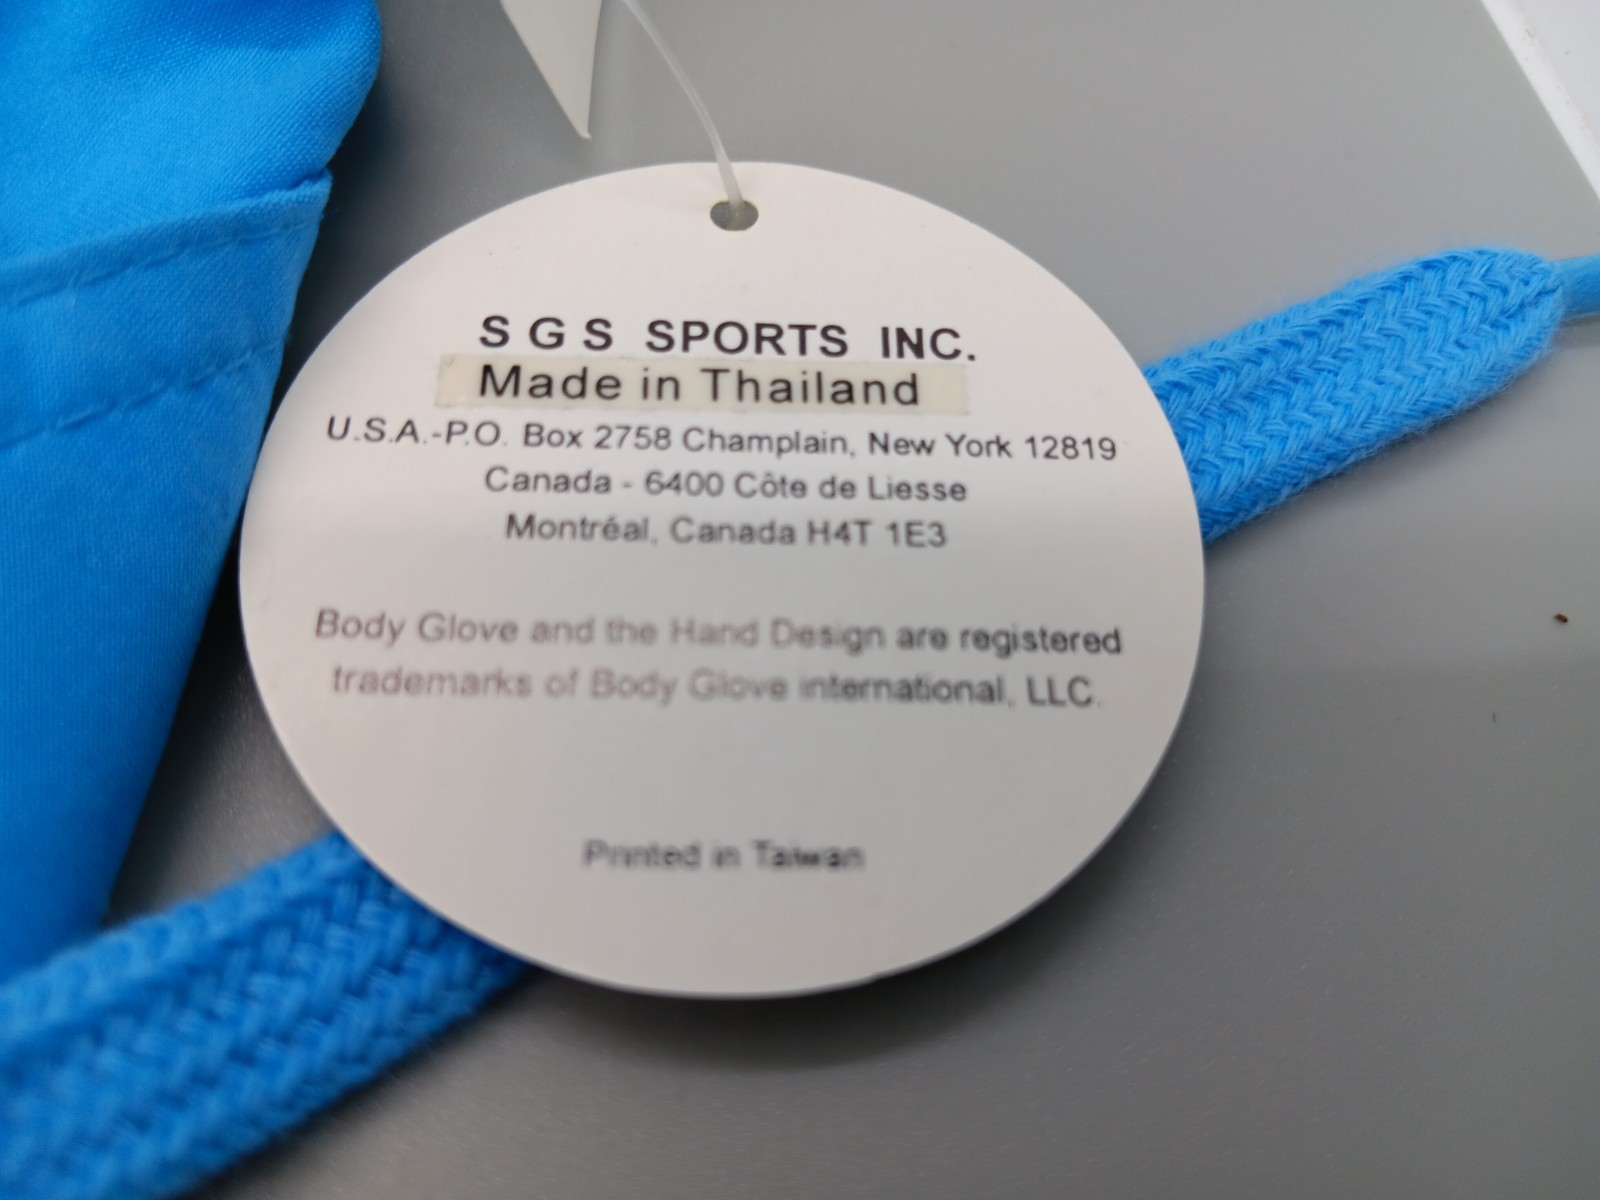 S G S SPORTS INC.
Made in Thailand
U.S.A.-P.O. Box 2758 Champlain, New York 12819
Canada - 6400 Côte de Liesse
Montréal, Canada H4T 1E3
Body Glove and the Hand Design are registered
trademarks of Body Glove international, LLC.
Printed in Taiwan